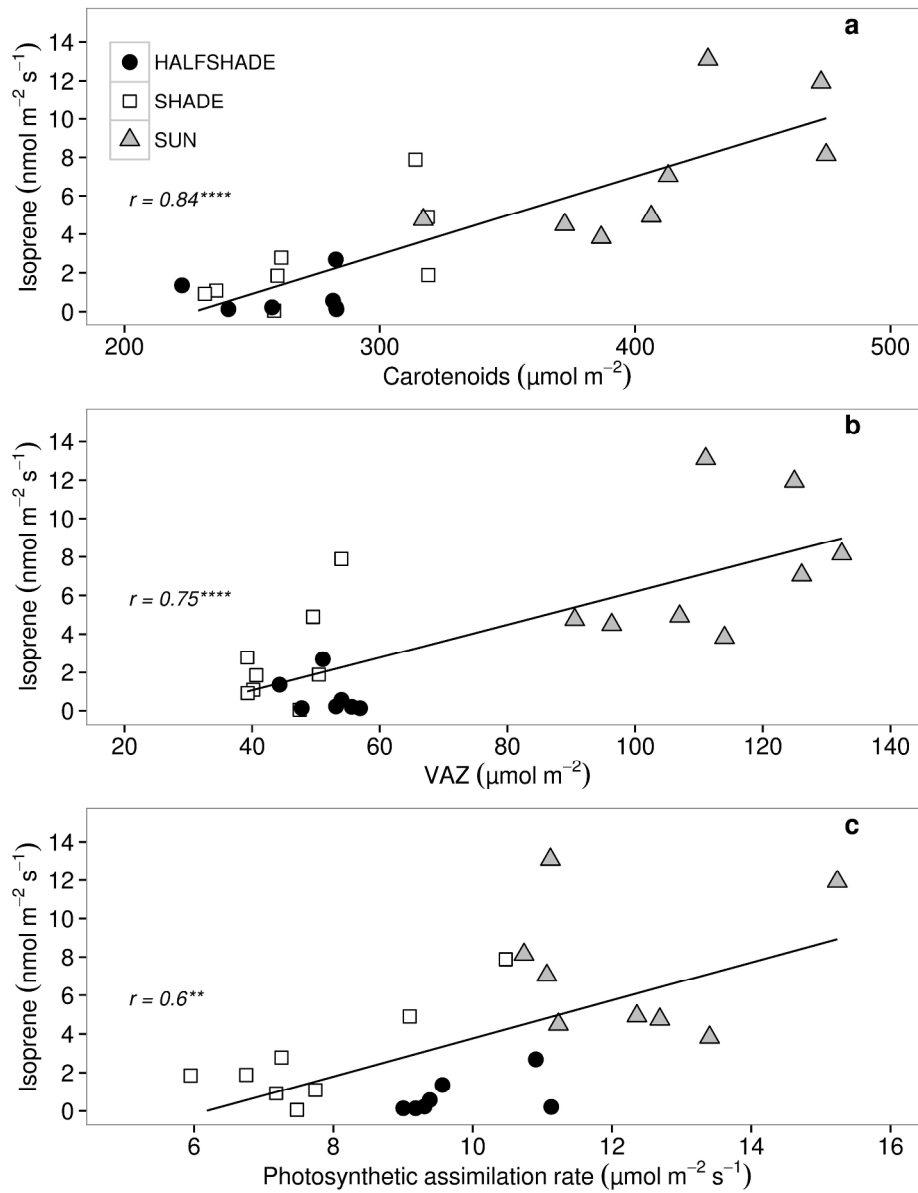 a
Isoprene (nmol m⁻² s⁻¹)
14
12
10
8
6
4
2
0
HALFSHADE
SHADE
SUN
r = 0.84****
200 300 400 500
Carotenoids (µmol m⁻²)
b
Isoprene (nmol m⁻² s⁻¹)
14
12
10
8
6
4
2
0
r = 0.75****
20 40 60 80 100 120 140
VAZ (µmol m⁻²)
c
Isoprene (nmol m⁻² s⁻¹)
14
12
10
8
6
4
2
0
r = 0.6**
6 8 10 12 14 16
Photosynthetic assimilation rate (µmol m⁻² s⁻¹)